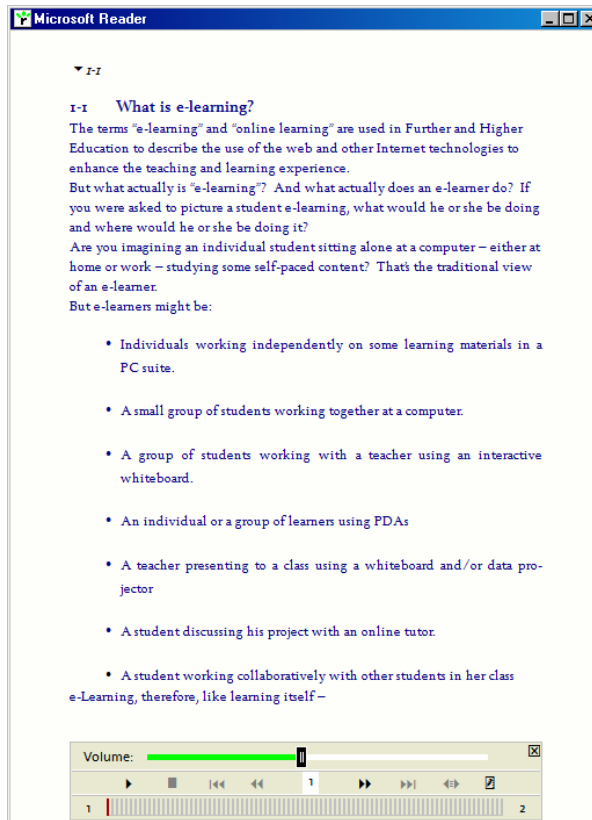 Microsoft Reader
1-1
1-1 What is e-learning?
The terms “e-learning” and “online learning” are used in Further and Higher
Education to describe the use of the web and other Internet technologies to
enhance the teaching and learning experience.
But what actually is “e-learning”? And what actually does an e-learner do? If
you were asked to picture a student e-learning, what would he or she be doing
and where would he or she be doing it?
Are you imagining an individual student sitting alone at a computer – either at
home or work – studying some self-paced content? That's the traditional view
of an e-learner.
But e-learners might be:
• Individuals working independently on some learning materials in a
PC suite.
• A small group of students working together at a computer.
• A group of students working with a teacher using an interactive
whiteboard.
• An individual or a group of learners using PDAs
• A teacher presenting to a class using a whiteboard and/or data pro-
jector
• A student discussing his project with an online tutor.
• A student working collaboratively with other students in her class
e-Learning, therefore, like learning itself –
Volume:
1
1 2